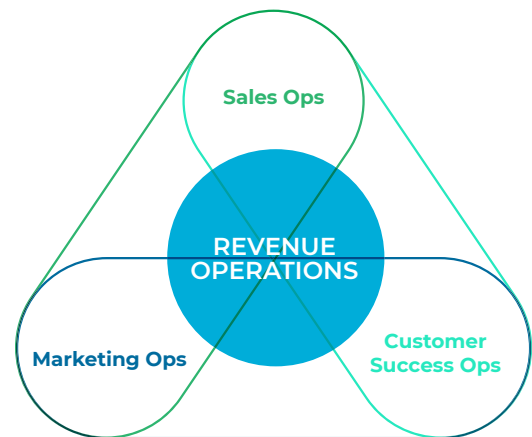 Sales Ops
REVENUE
OPERATIONS
Marketing Ops
Customer
Success Ops